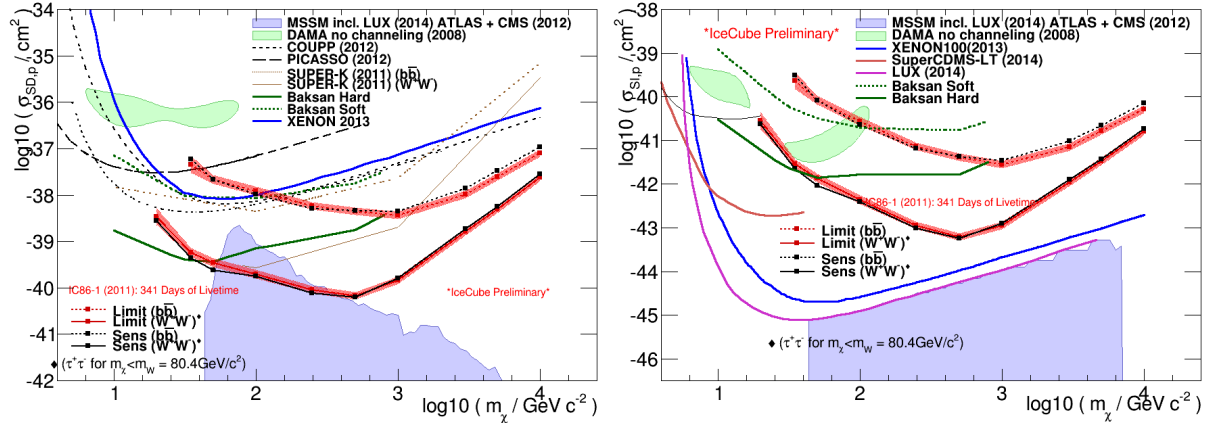 MSSM incl. LUX (2014) ATLAS + CMS (2012)
DAMA no channeling (2008)
COUPP (2012)
PICASSO (2012)
SUPER-K (2011) (bb̅)
SUPER-K (2011) (W⁺W⁻)
Baksan Hard
Baksan Soft
XENON 2013
log10 ( σSD,p / cm²)
-34
-35
-36
-37
-38
-39
-40
-41
-42
IC86-1 (2011): 341 Days of Livetime
*IceCube Preliminary*
Limit (bb̅)
Limit (W⁺W⁻)♦
Sens (bb̅)
Sens (W⁺W⁻)♦
♦ (τ⁺τ⁻ for mχ<mW = 80.4GeV/c²)
1 2 3 4
log10 ( mχ / GeV c⁻²)
MSSM incl. LUX (2014) ATLAS + CMS (2012)
DAMA no channeling (2008)
XENON100(2013)
SuperCDMS-LT (2014)
LUX (2014)
Baksan Soft
Baksan Hard
*IceCube Preliminary*
log10 ( σSI,p / cm²)
-38
-39
-40
-41
-42
-43
-44
-45
-46
IC86-1 (2011): 341 Days of Livetime
Limit (bb̅)
Limit (W⁺W⁻)♦
Sens (bb̅)
Sens (W⁺W⁻)♦
♦ (τ⁺τ⁻ for mχ<mW = 80.4GeV/c²)
1 2 3 4
log10 ( mχ / GeV c⁻²)